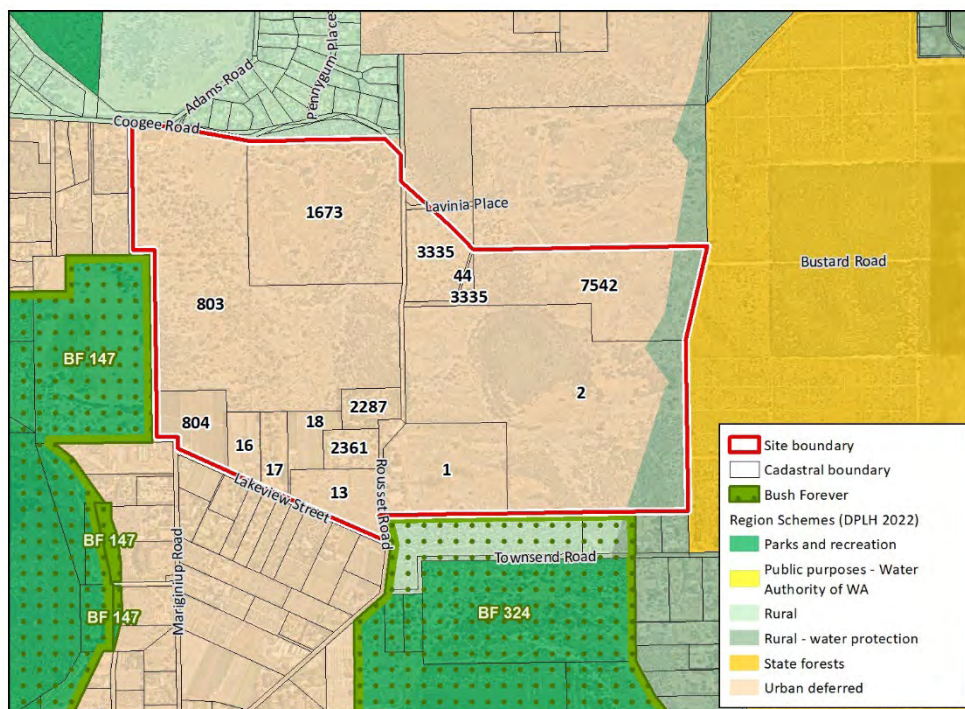 Pennygum Place
Adams Road
Coogee Road
1673
Lavinia Place
3335
44
3335
7542
Bustard Road
803
BF 147
2
2287
18
804
16
2361
17
1
13
Lakeview Street
Rousset Road
Townsend Road
BF 147
BF 147
Mariginiup Road
BF 324
Site boundary
Cadastral boundary
Bush Forever
Region Schemes (DPLH 2022)
Parks and recreation
Public purposes - Water
Authority of WA
Rural
Rural - water protection
State forests
Urban deferred